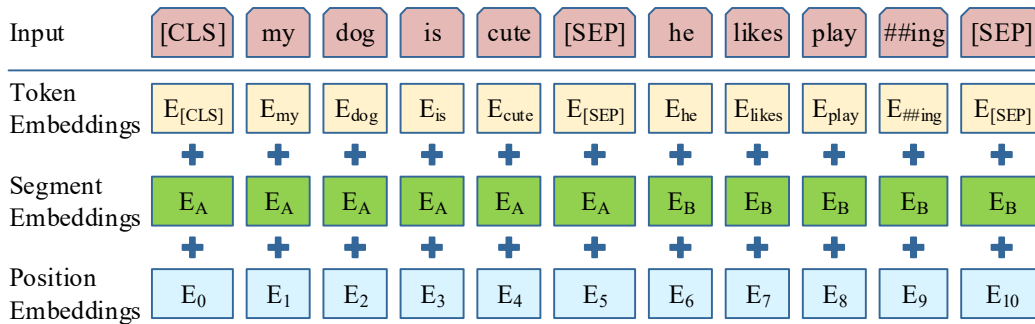 Input [CLS] my dog is cute [SEP] he likes play ##ing [SEP]
Token Embeddings E[CLS] Emy Edog Eis Ecute E[SEP] Ehe Elikes Eplay E##ing E[SEP]
+ + + + + + + + + + +
Segment Embeddings EA EA EA EA EA EA EB EB EB EB EB
+ + + + + + + + + + +
Position Embeddings E0 E1 E2 E3 E4 E5 E6 E7 E8 E9 E10